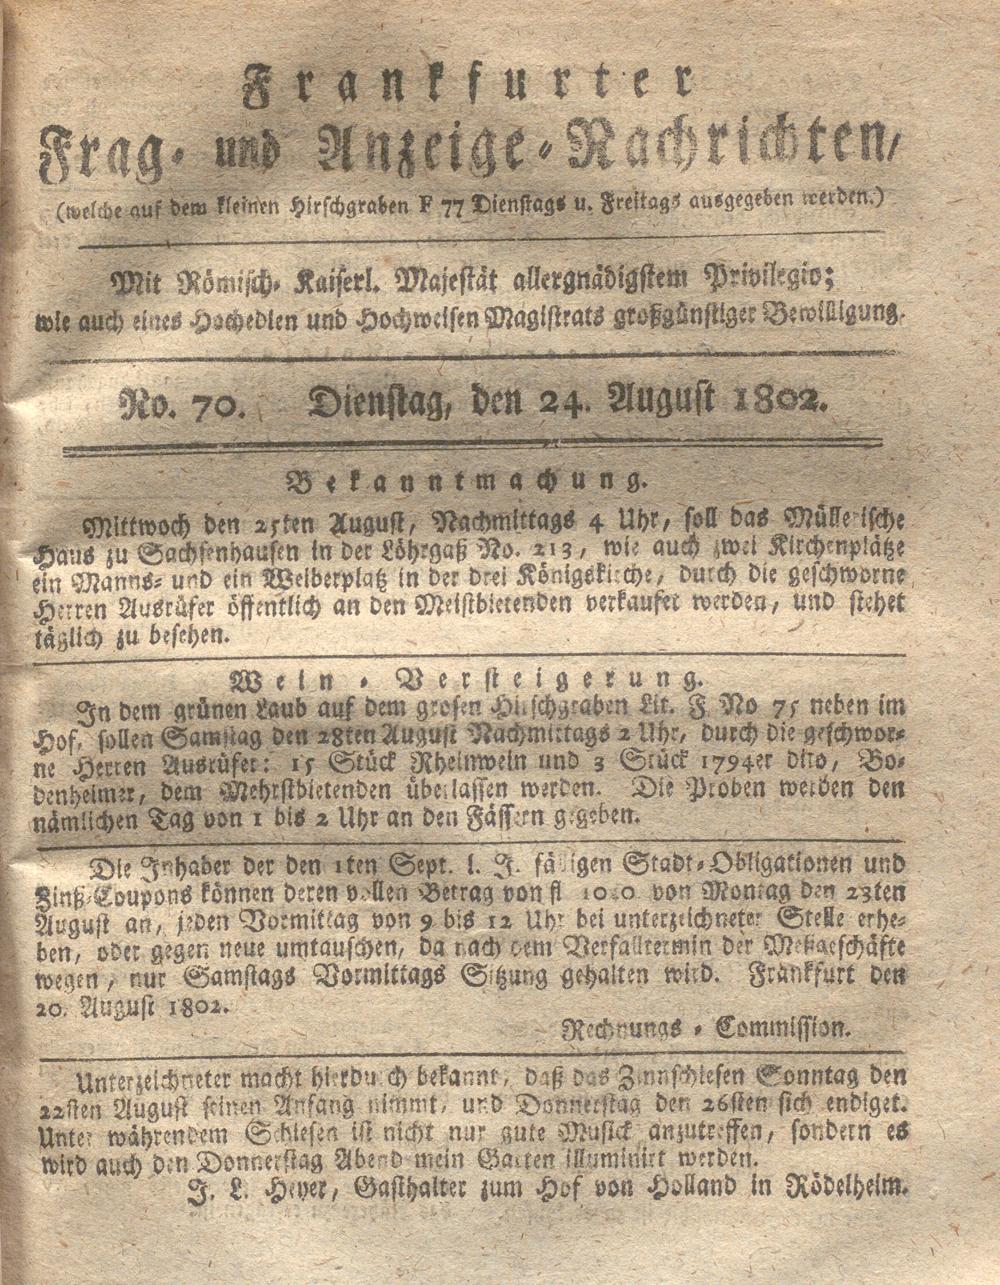 Frankfurter
Frag- und Anzeige-Nachrichten,
(welche auf dem kleinen Hirschgraben F 77 Dienstags u. Freitags ausgegeben werden.)
Mit Römisch-Kaiserl. Majestät allergnädigstem Privilegio;
wie auch eines Hochedlen und Hochweisen Magistrats großgünstiger Bewilligung.
No. 70. Dienstag, den 24. August 1802.
Bekanntmachung.
Mittwoch den 25ten August, Nachmittags 4 Uhr, soll das Müllerische
Haus zu Sachsenhausen in der Löhrgaß No. 213, wie auch zwei Kirchenplätze
ein Manns- und ein Weiberplatz in der drei Königskirche, durch die geschworne
Herren Ausrüfer öffentlich an den Meistbietenden verkaufet werden, und stehet
täglich zu besehen.
Wein-Versteigerung.
In dem grünen Laub auf dem grosen Hirschgraben Lit. F No 75 neben im
Hof, sollen Samstag den 28ten August Nachmittags 2 Uhr, durch die geschwor-
ne Herren Ausrüfer: 15 Stück Rheinwein und 3 Stück 1794er dito, Bo-
denheimer, dem Mehrstbietenden überlassen werden. Die Proben werden den
nämlichen Tag von 1 bis 2 Uhr an den Fässern gegeben.
Die Inhaber der den 1ten Sept. l. J. fälligen Stadt-Obligationen und
Zinß-Coupons können deren vollen Betrag von fl 1000 von Montag den 23ten
August an, jeden Vormittag von 9 bis 12 Uhr bei unterzeichneter Stelle erhe-
ben, oder gegen neue umtauschen, da nach dem Verfalltermin der Meßgeschäfte
wegen, nur Samstags Vormittags Sitzung gehalten wird. Frankfurt den
20. August 1802.
Rechnungs-Commission.
Unterzeichneter macht hierdurch bekannt, daß das Zinnschiesen Sonntag den
22sten August seinen Anfang nimmt, und Donnerstag den 26sten sich endiget.
Unter währendem Schiesen ist nicht nur gute Musick anzutreffen, sondern es
wird auch den Donnerstag Abend mein Garten illuminirt werden.
J. L. Heyer, Gasthalter zum Hof von Holland in Rödelheim.